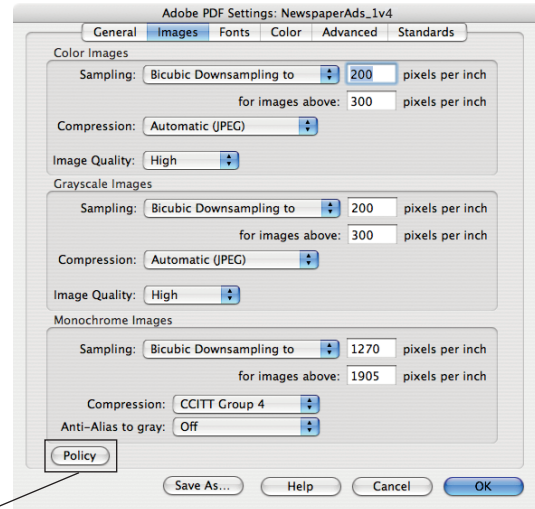 Adobe PDF Settings: NewspaperAds_1v4
General Images Fonts Color Advanced Standards
Color Images
Sampling: Bicubic Downsampling to 200 pixels per inch
for images above: 300 pixels per inch
Compression: Automatic (JPEG)
Image Quality: High
Grayscale Images
Sampling: Bicubic Downsampling to 200 pixels per inch
for images above: 300 pixels per inch
Compression: Automatic (JPEG)
Image Quality: High
Monochrome Images
Sampling: Bicubic Downsampling to 1270 pixels per inch
for images above: 1905 pixels per inch
Compression: CCITT Group 4
Anti-Alias to gray: Off
Policy
Save As... Help Cancel OK